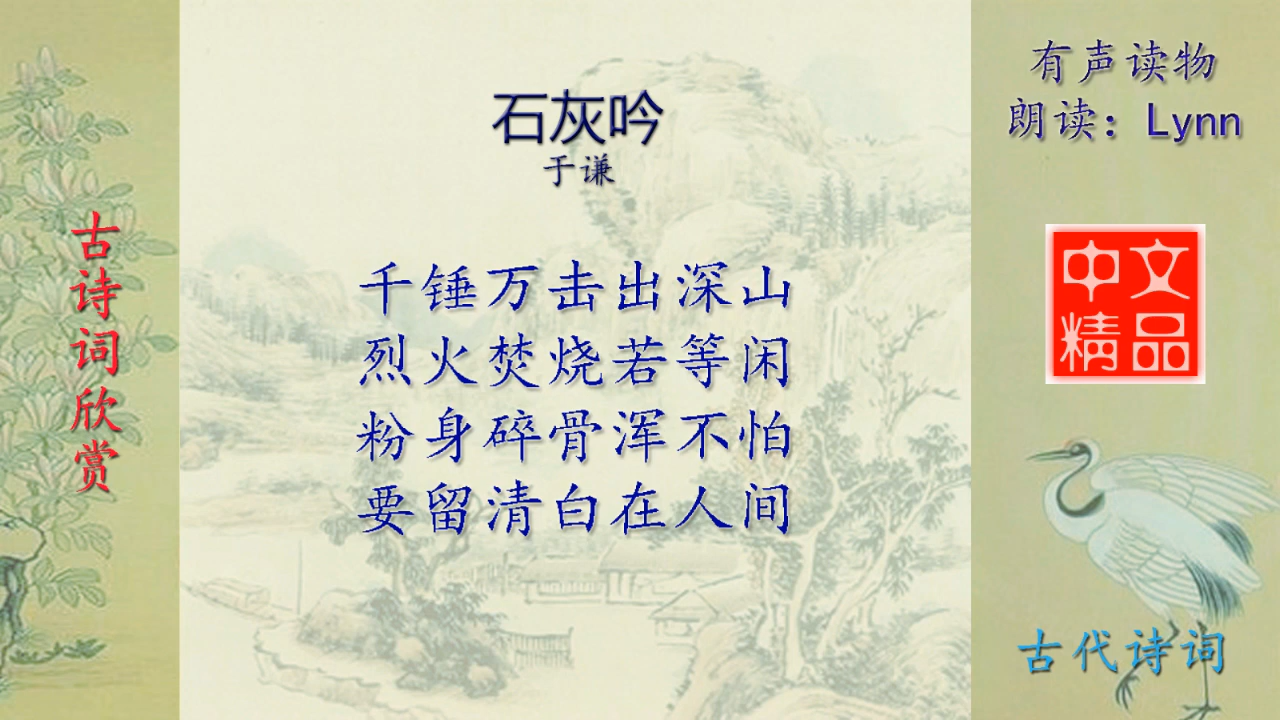 石灰吟
于谦
千锤万击出深山
烈火焚烧若等闲
粉身碎骨浑不怕
要留清白在人间
古诗词欣赏
有声读物
朗读：Lynn
中文
精品
古代诗词